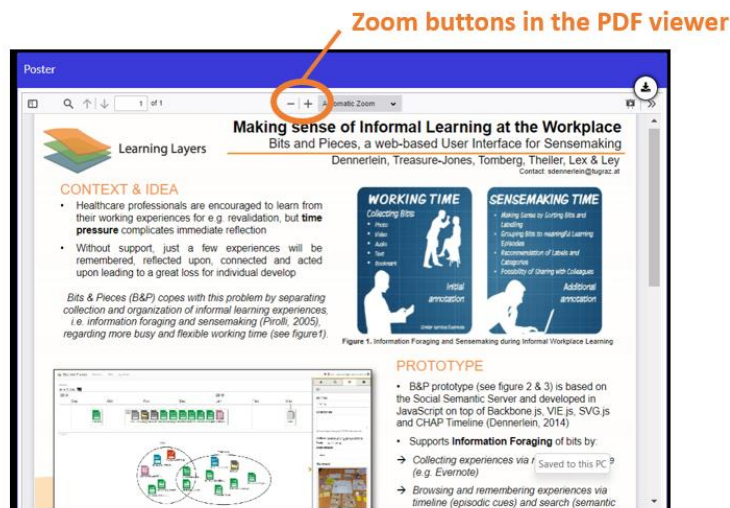 Zoom buttons in the PDF viewer
Poster
1 of 1
Automatic Zoom
Making sense of Informal Learning at the Workplace
Learning Layers
Bits and Pieces, a web-based User Interface for Sensemaking
Dennerlein, Treasure-Jones, Tomberg, Theiler, Lex & Ley
Contact: sdennerlein@tugraz.at
CONTEXT & IDEA
• Healthcare professionals are encouraged to learn from
their working experiences for e.g. revalidation, but time
pressure complicates immediate reflection
• Without support, just a few experiences will be
remembered, reflected upon, connected and acted
upon leading to a great loss for individual develop
Bits & Pieces (B&P) copes with this problem by separating
collection and organization of informal learning experiences,
i.e. information foraging and sensemaking (Pirolli, 2005),
regarding more busy and flexible working time (see figure1).
WORKING TIME
Collecting Bits:
• Photo
• Video
• Audio
• Text
• Bookmark
Initial
annotation
SENSEMAKING TIME
• Making Sense by Sorting Bits and
Labelling
• Grouping Bits to meaningful Learning
Episodes
• Recommendation of Labels and
Categories
• Possibility of Sharing with Colleagues
Additional
annotation
Figure 1. Information Foraging and Sensemaking during Informal Workplace Learning
PROTOTYPE
• B&P prototype (see figure 2 & 3) is based on
the Social Semantic Server and developed in
JavaScript on top of Backbone.js, VIE.js, SVG.js
and CHAP Timeline (Dennerlein, 2014)
• Supports Information Foraging of bits by:
→ Collecting experiences via
(e.g. Evernote)
Saved to this PC
→ Browsing and remembering experiences via
timeline (episodic cues) and search (semantic